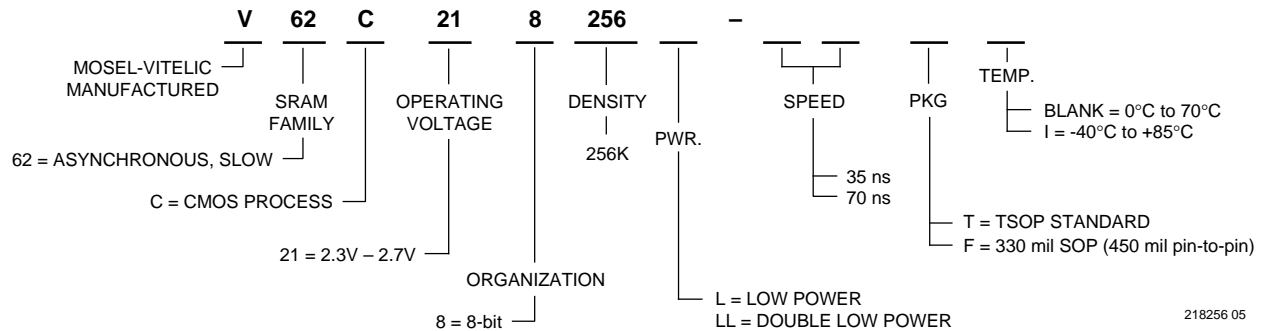 V 62 C 21 8 256 –
MOSEL-VITELIC
MANUFACTURED
SRAM
FAMILY
62 = ASYNCHRONOUS, SLOW
C = CMOS PROCESS
OPERATING
VOLTAGE
21 = 2.3V – 2.7V
ORGANIZATION
8 = 8-bit
DENSITY
256K
PWR.
L = LOW POWER
LL = DOUBLE LOW POWER
SPEED
35 ns
70 ns
PKG
T = TSOP STANDARD
F = 330 mil SOP (450 mil pin-to-pin)
TEMP.
BLANK = 0°C to 70°C
I = -40°C to +85°C
218256 05